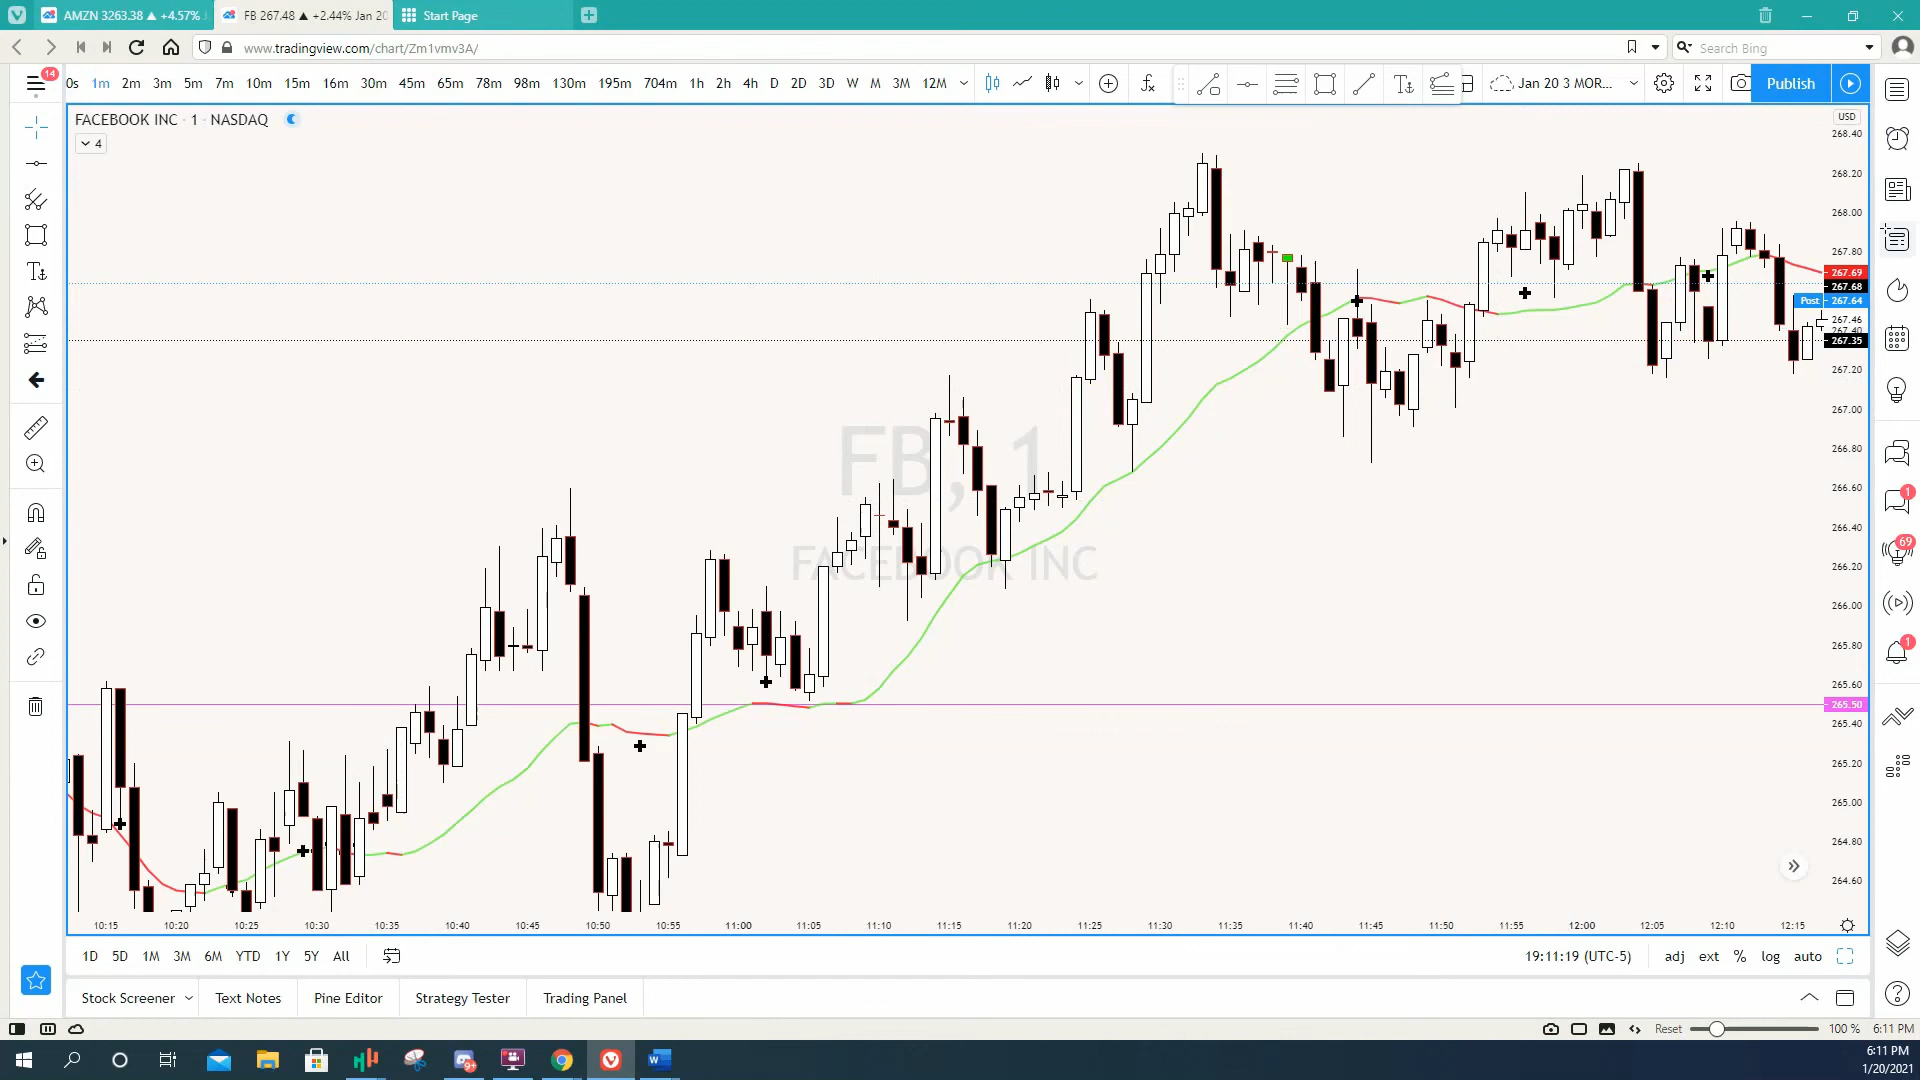 AMZN 3263.38 ▲ +4.57%
FB 267.48 ▲ +2.44% Jan 20
Start Page
www.tradingview.com/chart/Zm1vmv3A/
Search Bing
14
0s 1m 2m 3m 5m 7m 10m 15m 16m 30m 45m 65m 78m 98m 130m 195m 704m 1h 2h 4h D 2D 3D W M 3M 12M
Jan 20 3 MOR...
Publish
FACEBOOK INC · 1 · NASDAQ
4
USD
268.40
268.20
268.00
267.80
267.69
267.68
Post 267.64
267.46
267.40
267.35
267.20
267.00
266.80
266.60
266.40
266.20
266.00
265.80
265.60
265.50
265.40
265.20
265.00
264.80
264.60
FB, 1
FACEBOOK INC
1
69
1
10:15 10:20 10:25 10:30 10:35 10:40 10:45 10:50 10:55 11:00 11:05 11:10 11:15 11:20 11:25 11:30 11:35 11:40 11:45 11:50 11:55 12:00 12:05 12:10 12:15
1D 5D 1M 3M 6M YTD 1Y 5Y All
19:11:19 (UTC-5)
adj ext % log auto
Stock Screener
Text Notes
Pine Editor
Strategy Tester
Trading Panel
Reset
100 %
6:11 PM
9+
6:11 PM
1/20/2021